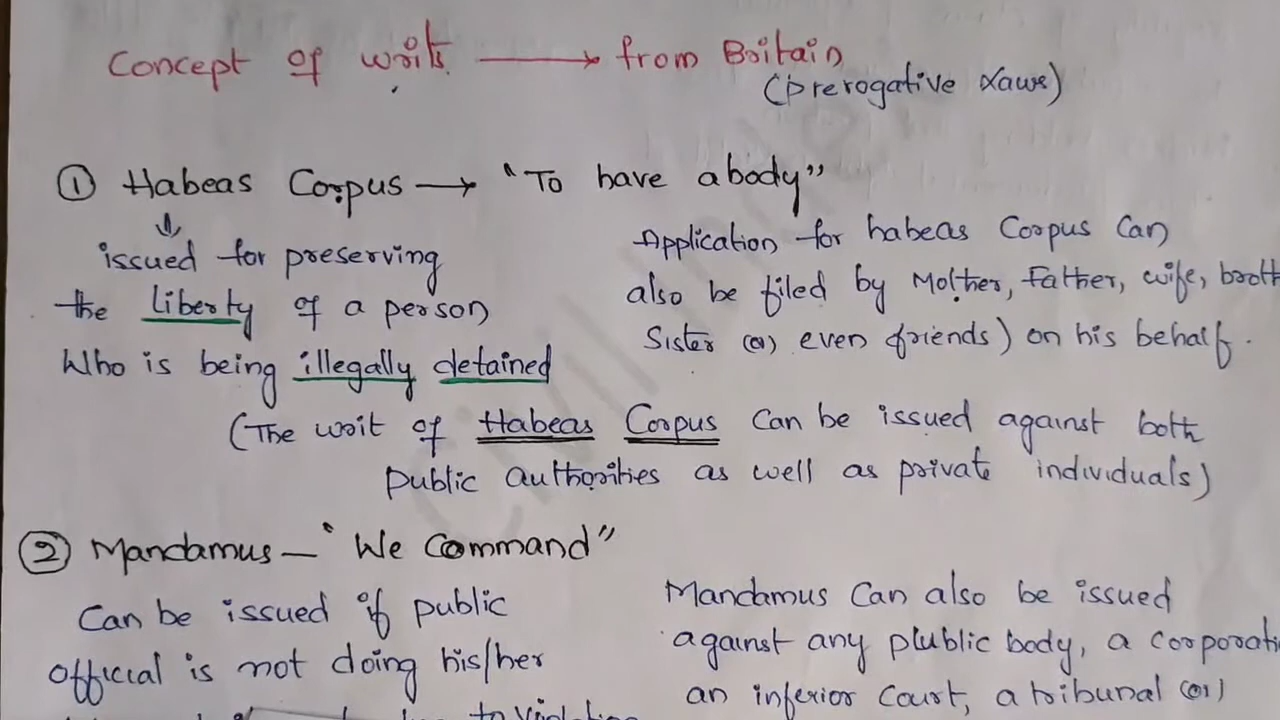 Concept of writs. → from Britain
(Prerogative Laws)
① Habeas Corpus → "To have a body"
↓
issued for preserving
the liberty of a person
Who is being illegally detained
Application for habeas Corpus Can
also be filed by Mother, Father, wife, broth
Sister (or) even friends) on his behalf.
(The writ of Habeas Corpus Can be issued against both
public authorities as well as private individuals)
② Mandamus — "We Command"
Can be issued if public
official is not doing his/her
to violation
Mandamus Can also be issued
against any plublic body, a corporati
an inferior Court, a tribunal (or)
Civil Indle